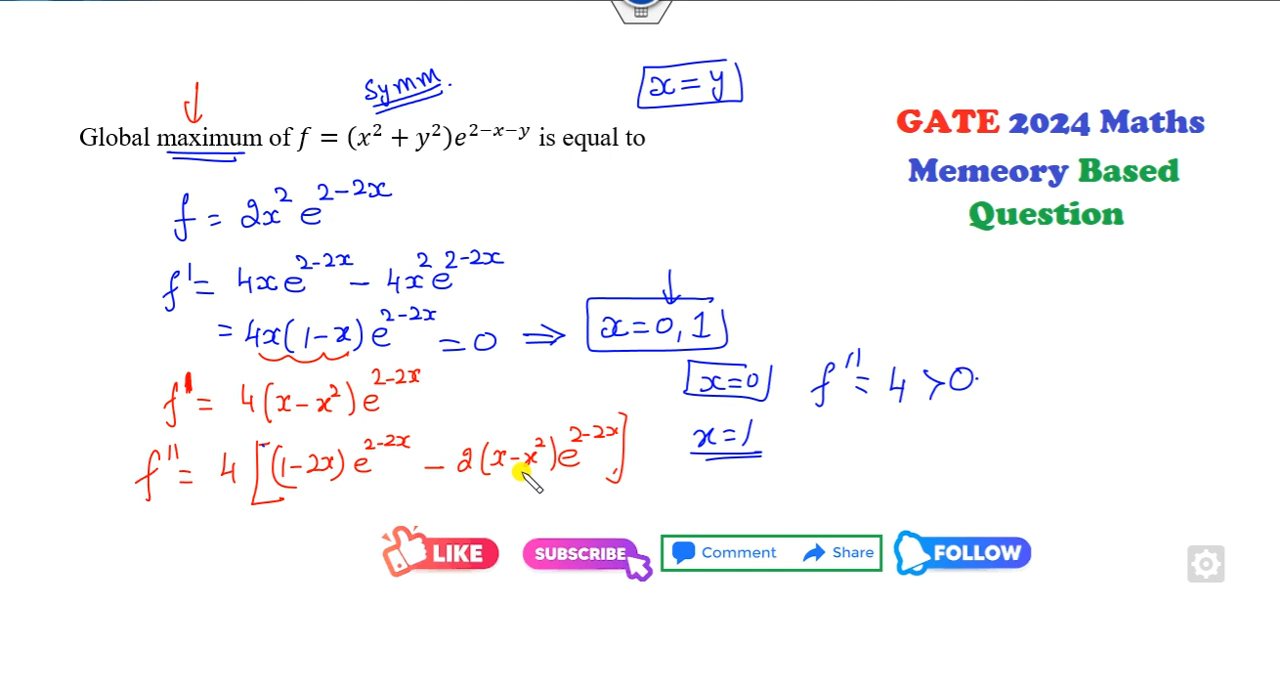 Symm.
x = y
Global maximum of f = (x² + y²)e^{2−x−y} is equal to
GATE 2024 Maths
Memeory Based
Question
f = 2x² e^{2-2x}
f' = 4xe^{2-2x} - 4x² e^{2-2x}
= 4x(1-x)e^{2-2x} = 0 ⇒ x = 0, 1
f' = 4(x-x²)e^{2-2x}
x=0 f'' = 4 > 0.
f'' = 4[(1-2x)e^{2-2x} - 2(x-x²)e^{2-2x}]
x=1
LIKE
SUBSCRIBE
Comment
Share
FOLLOW